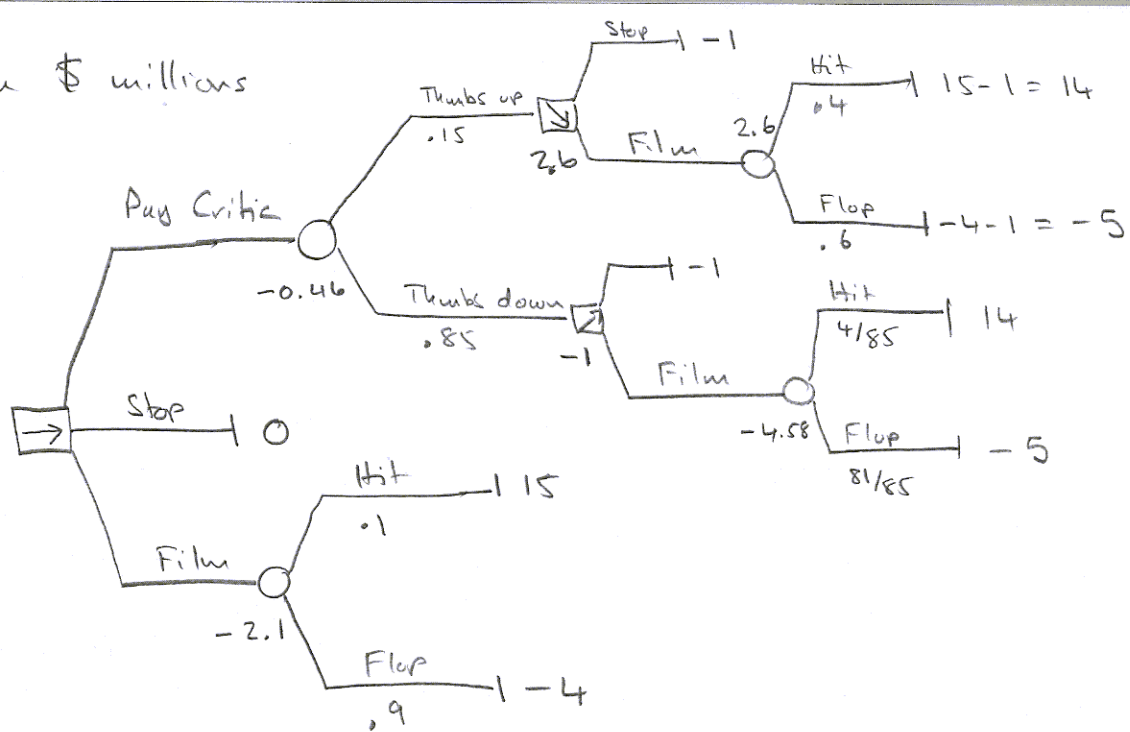 $ millions
Stop -1
Thumbs up
.15
2.6
Film
2.6
Hit
.4
15-1 = 14
Flop
.6
-4-1 = -5
Pay Critic
-0.46
Thumbs down
.85
-1
-1
Film
-4.58
Hit
4/85
14
Flop
81/85
-5
Stop 0
Film
-2.1
Hit
.1
15
Flop
.9
-4